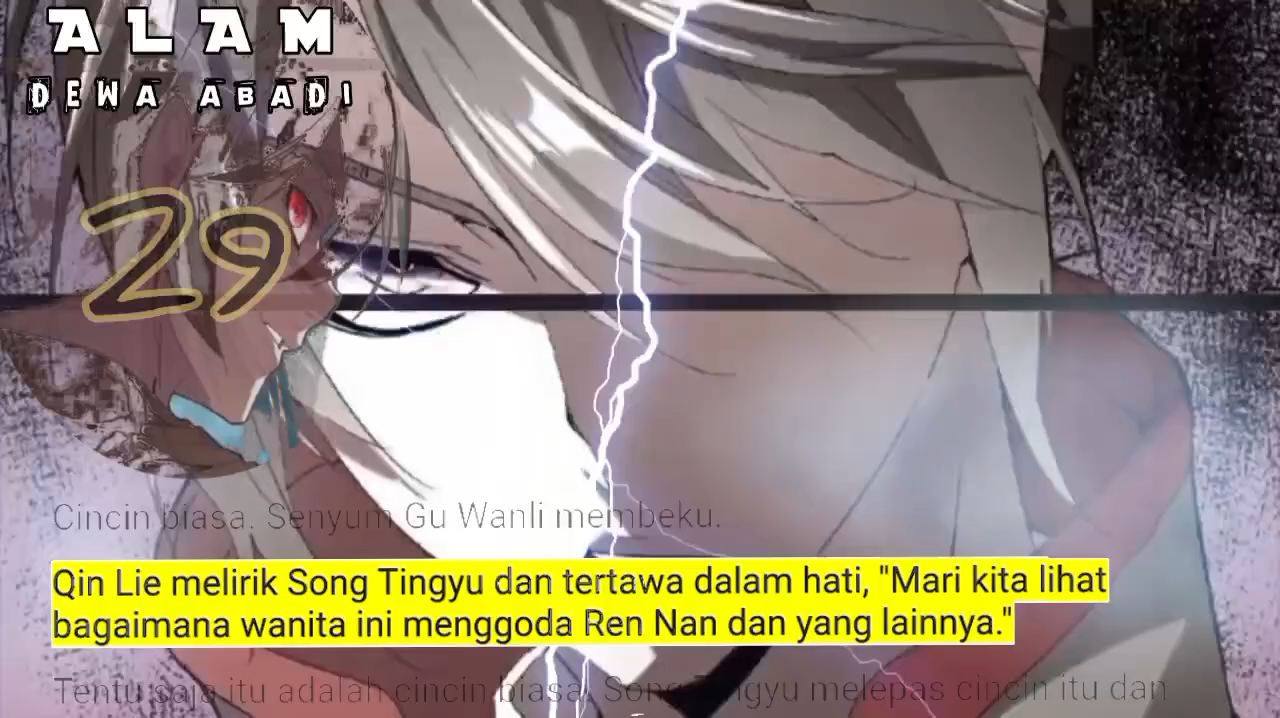 ALAM
DEWA ABADI
29
Cincin biasa. Senyum Gu Wanli membeku.
Qin Lie melirik Song Tingyu dan tertawa dalam hati, "Mari kita lihat
bagaimana wanita ini menggoda Ren Nan dan yang lainnya."
Tentu saja itu adalah cincin biasa. Song Tingyu melepas cincin itu dan